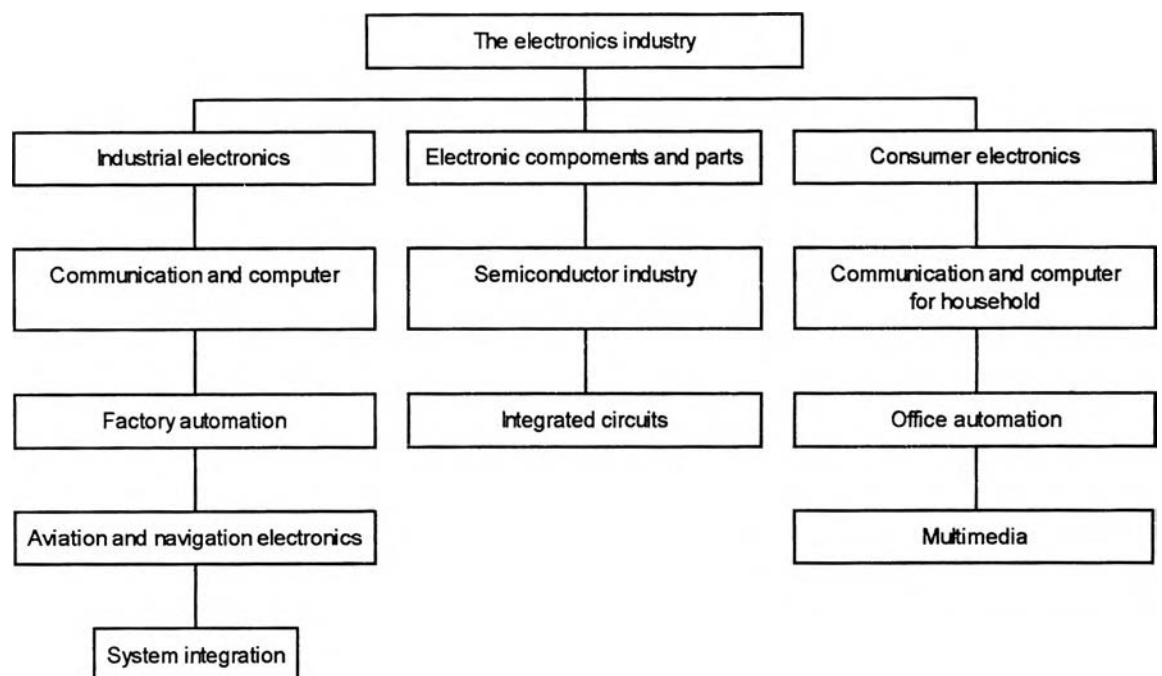 The electronics industry
Industrial electronics
Electronic compoments and parts
Consumer electronics
Communication and computer
Semiconductor industry
Communication and computer
for household
Factory automation
Integrated circuits
Office automation
Aviation and navigation electronics
Multimedia
System integration